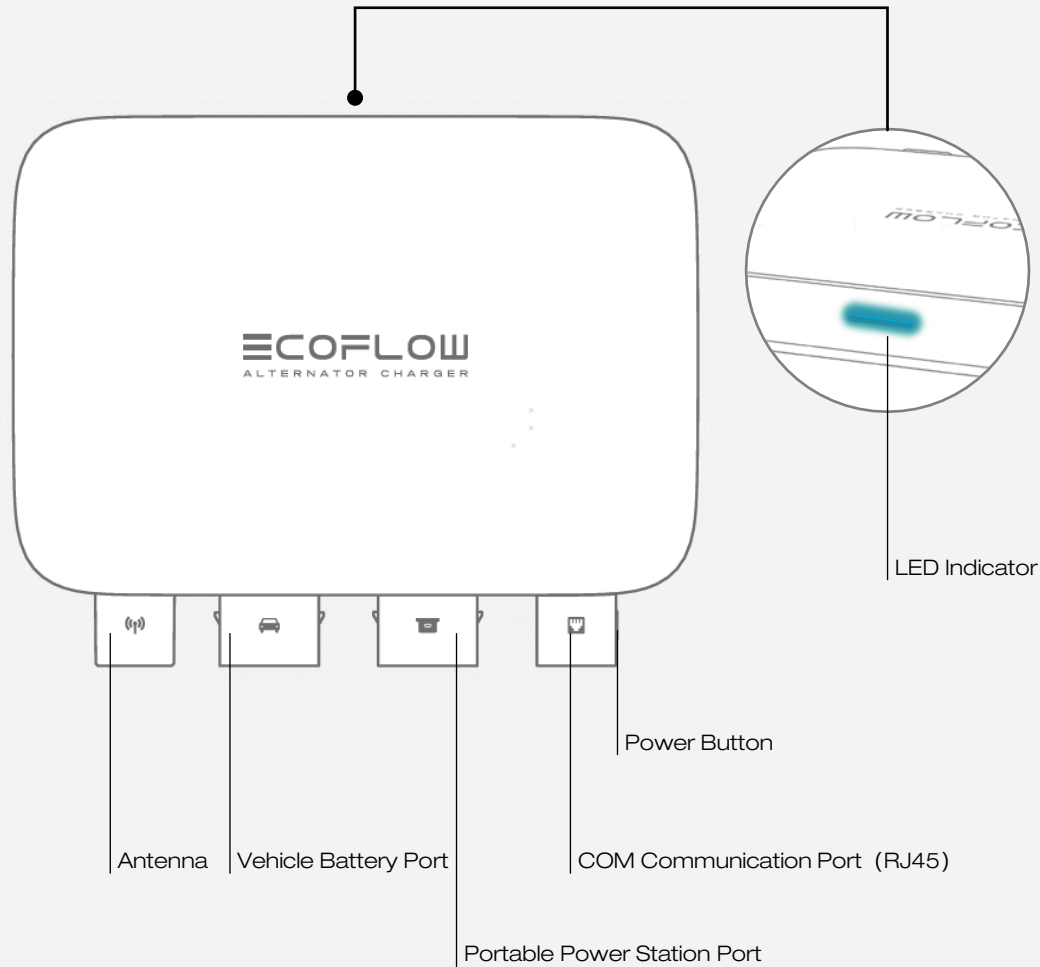 ECOFLOW
ECOFLOW
ALTERNATOR CHARGER
LED Indicator
Power Button
Antenna
Vehicle Battery Port
COM Communication Port (RJ45)
Portable Power Station Port